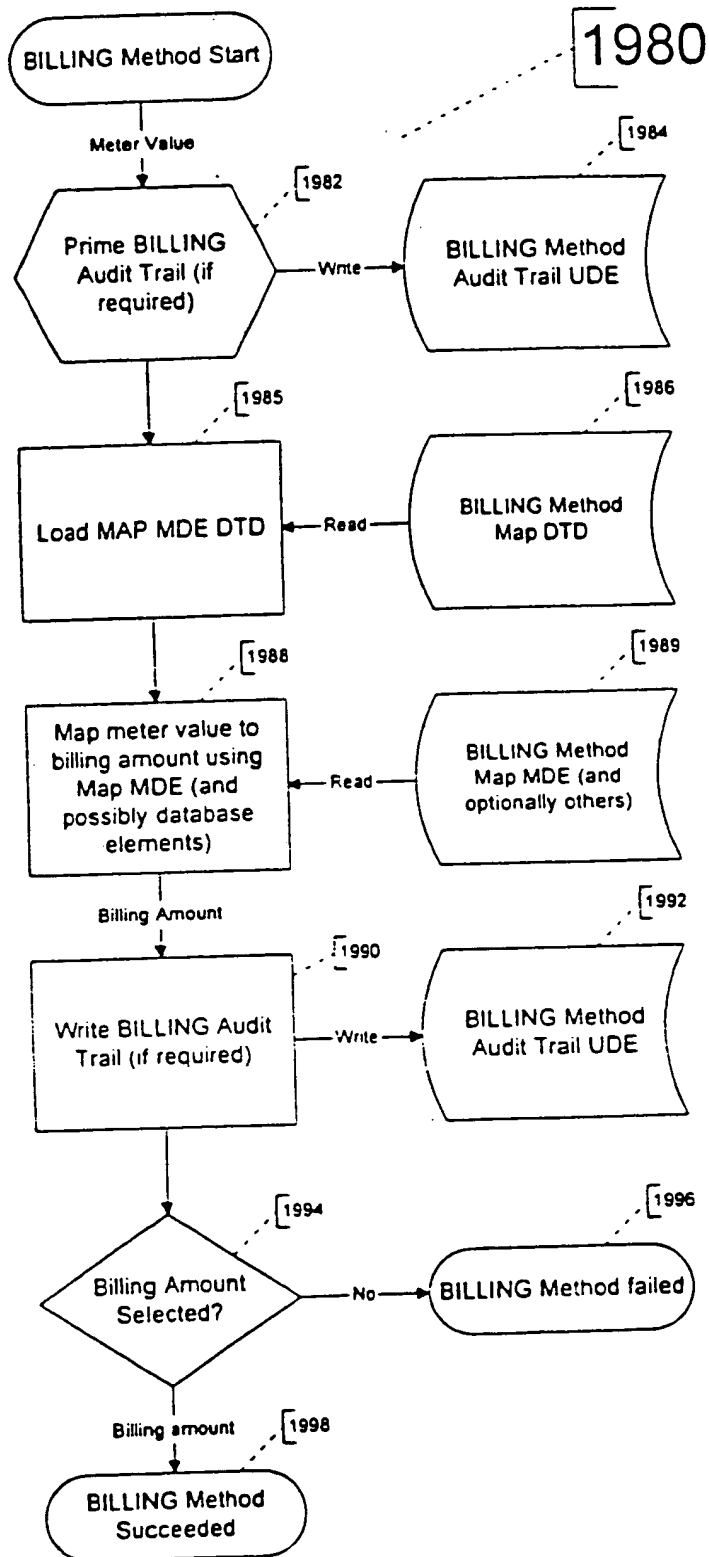 BILLING Method Start
1980
Meter Value
1984
1982
Prime BILLING
Audit Trail (if
required)
Write
BILLING Method
Audit Trail UDE
1985
1986
Load MAP MDE DTD
Read
BILLING Method
Map DTD
1988
1989
Map meter value to
billing amount using
Map MDE (and
possibly database
elements)
Read
BILLING Method
Map MDE (and
optionally others)
Billing Amount
1990
1992
Write BILLING Audit
Trail (if required)
Write
BILLING Method
Audit Trail UDE
1994
1996
Billing Amount
Selected?
No
BILLING Method failed
Billing amount
1998
BILLING Method
Succeeded